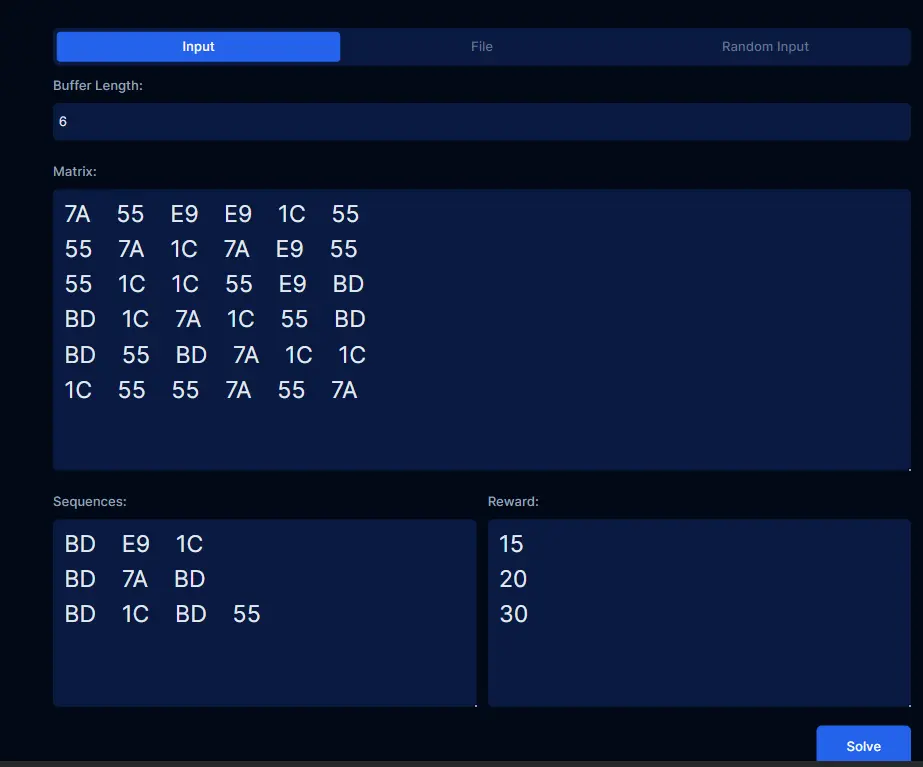 Input File Random Input
Buffer Length:
6
Matrix:
7A 55 E9 E9 1C 55
55 7A 1C 7A E9 55
55 1C 1C 55 E9 BD
BD 1C 7A 1C 55 BD
BD 55 BD 7A 1C 1C
1C 55 55 7A 55 7A
Sequences:
BD E9 1C
BD 7A BD
BD 1C BD 55
Reward:
15
20
30
Solve